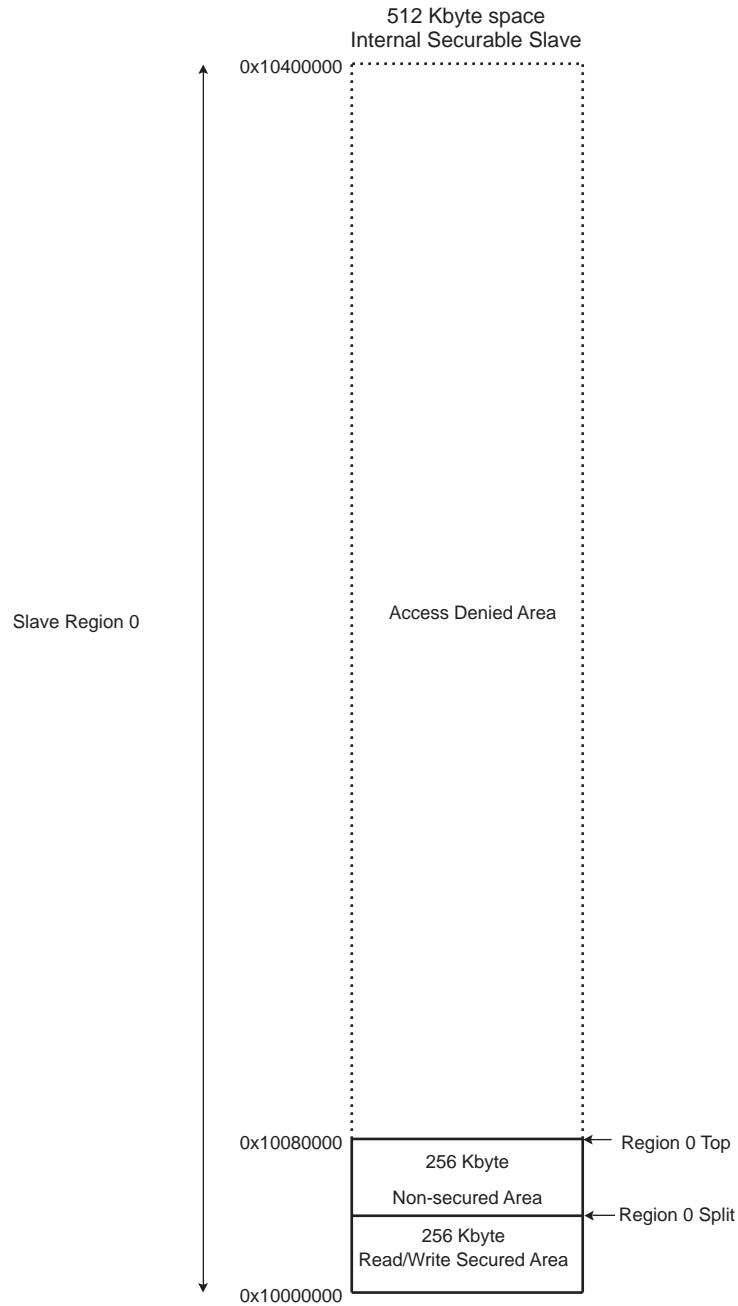 512 Kbyte space
Internal Securable Slave
0x10400000
Access Denied Area
Slave Region 0
0x10080000
Region 0 Top
256 Kbyte
Non-secured Area
Region 0 Split
256 Kbyte
Read/Write Secured Area
0x10000000